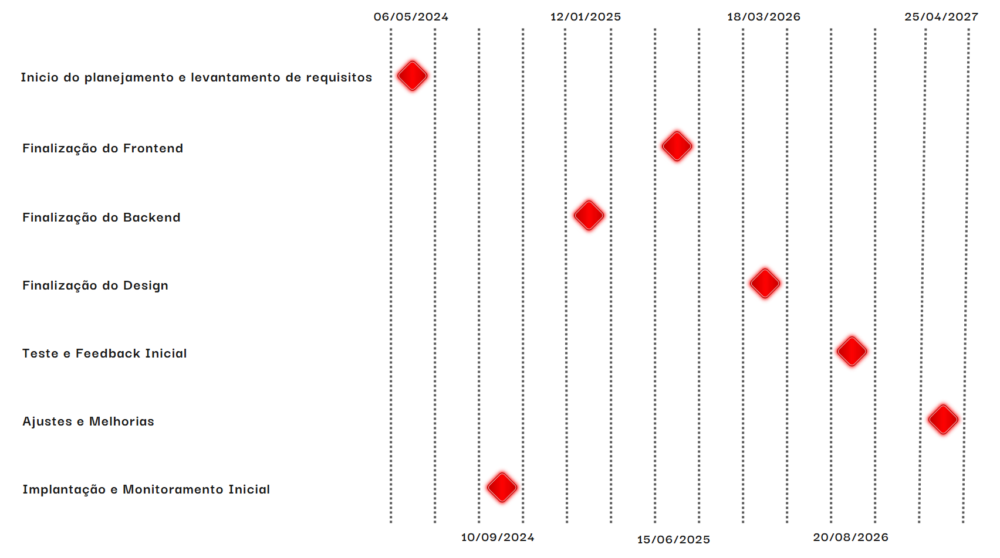 06/05/2024
12/01/2025
18/03/2026
25/04/2027
Inicio do planejamento e levantamento de requisitos
Finalização do Frontend
Finalização do Backend
Finalização do Design
Teste e Feedback Inicial
Ajustes e Melhorias
Implantação e Monitoramento Inicial
10/09/2024
15/06/2025
20/08/2026